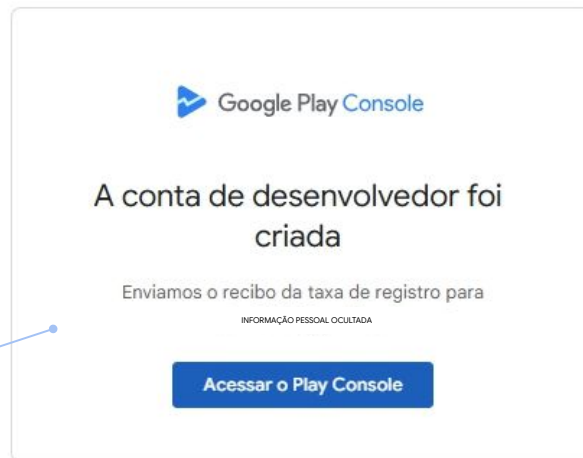 Google Play Console
A conta de desenvolvedor foi
criada
Enviamos o recibo da taxa de registro para
INFORMAÇÃO PESSOAL OCULTADA
Acessar o Play Console